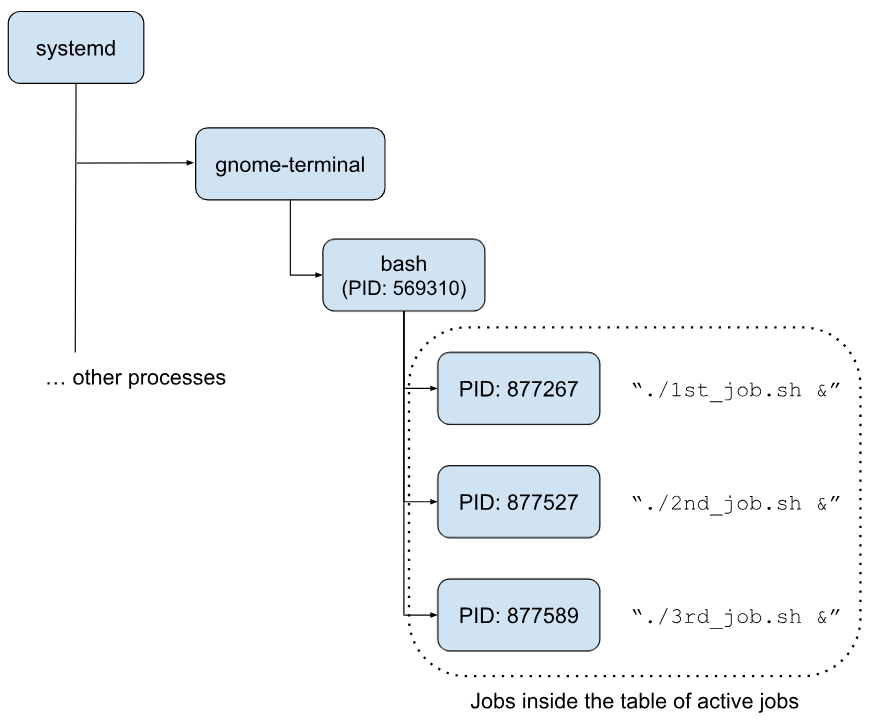 systemd
gnome-terminal
bash
(PID: 569310)
… other processes
PID: 877267 “./1st_job.sh &”
PID: 877527 “./2nd_job.sh &”
PID: 877589 “./3rd_job.sh &”
Jobs inside the table of active jobs